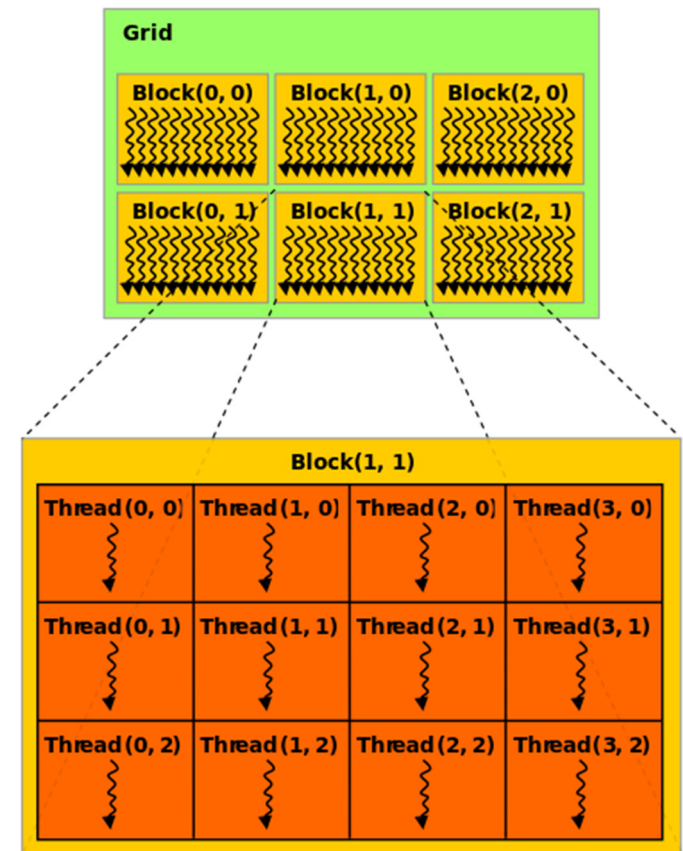 Grid
Block(0, 0) Block(1, 0) Block(2, 0)
Block(0, 1) Block(1, 1) Block(2, 1)
Block(1, 1)
Thread(0, 0) Thread(1, 0) Thread(2, 0) Thread(3, 0)
Thread(0, 1) Thread(1, 1) Thread(2, 1) Thread(3, 1)
Thread(0, 2) Thread(1, 2) Thread(2, 2) Thread(3, 2)